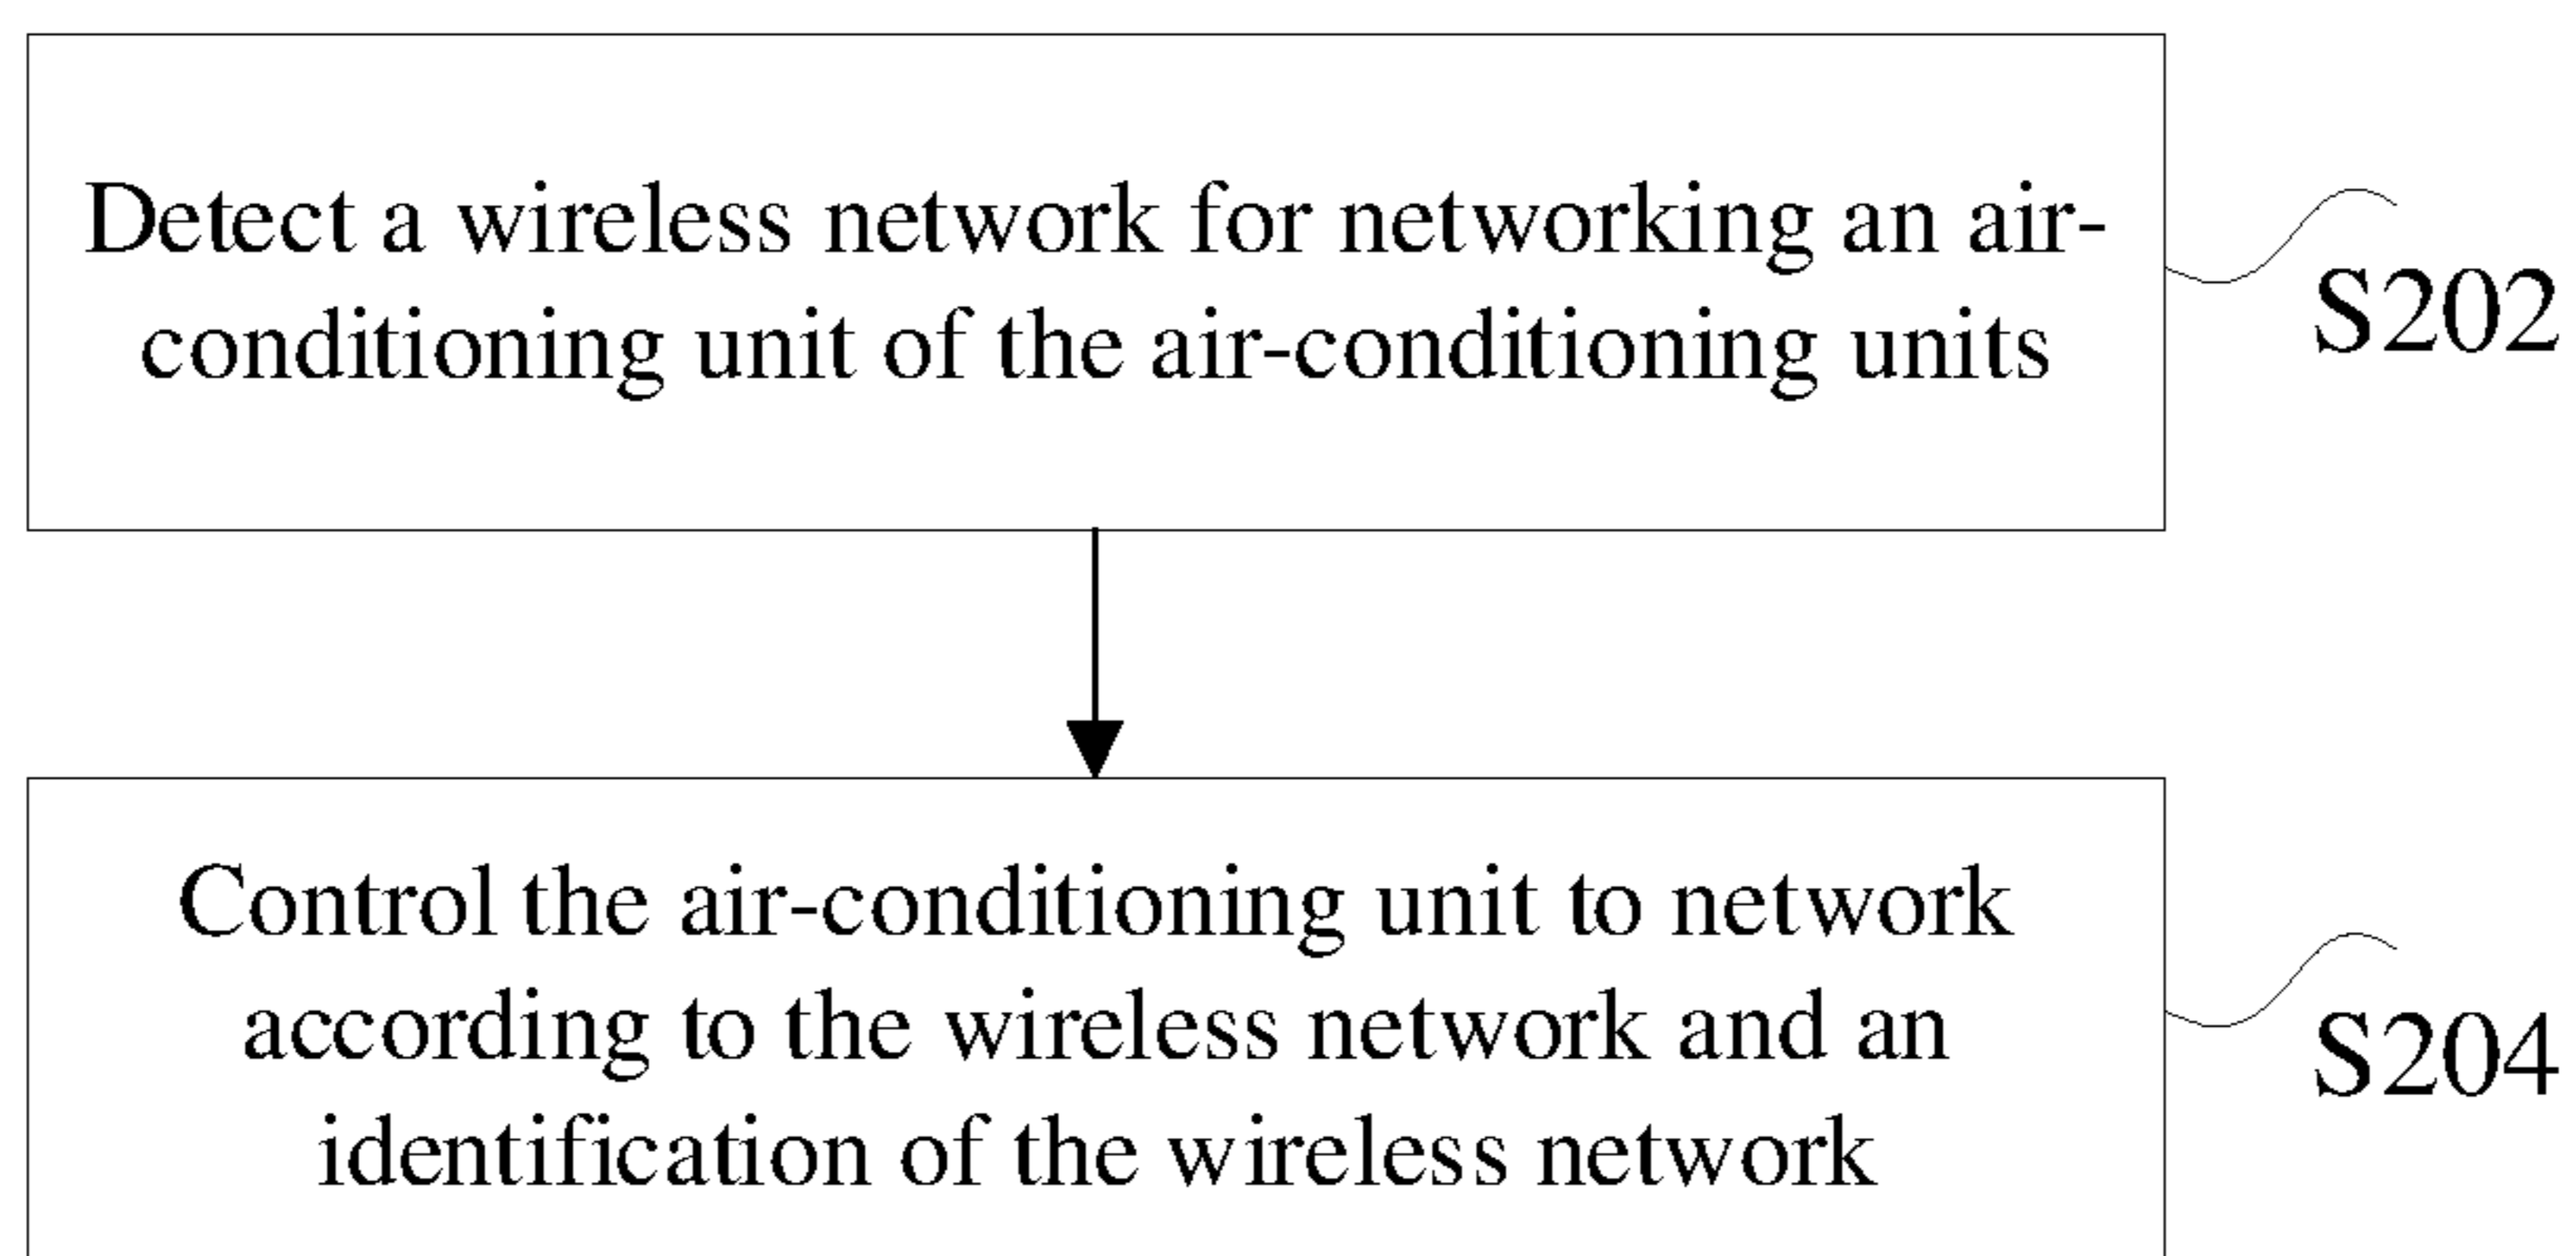 Detect a wireless network for networking an air-
conditioning unit of the air-conditioning units
S202
Control the air-conditioning unit to network
according to the wireless network and an
identification of the wireless network
S204